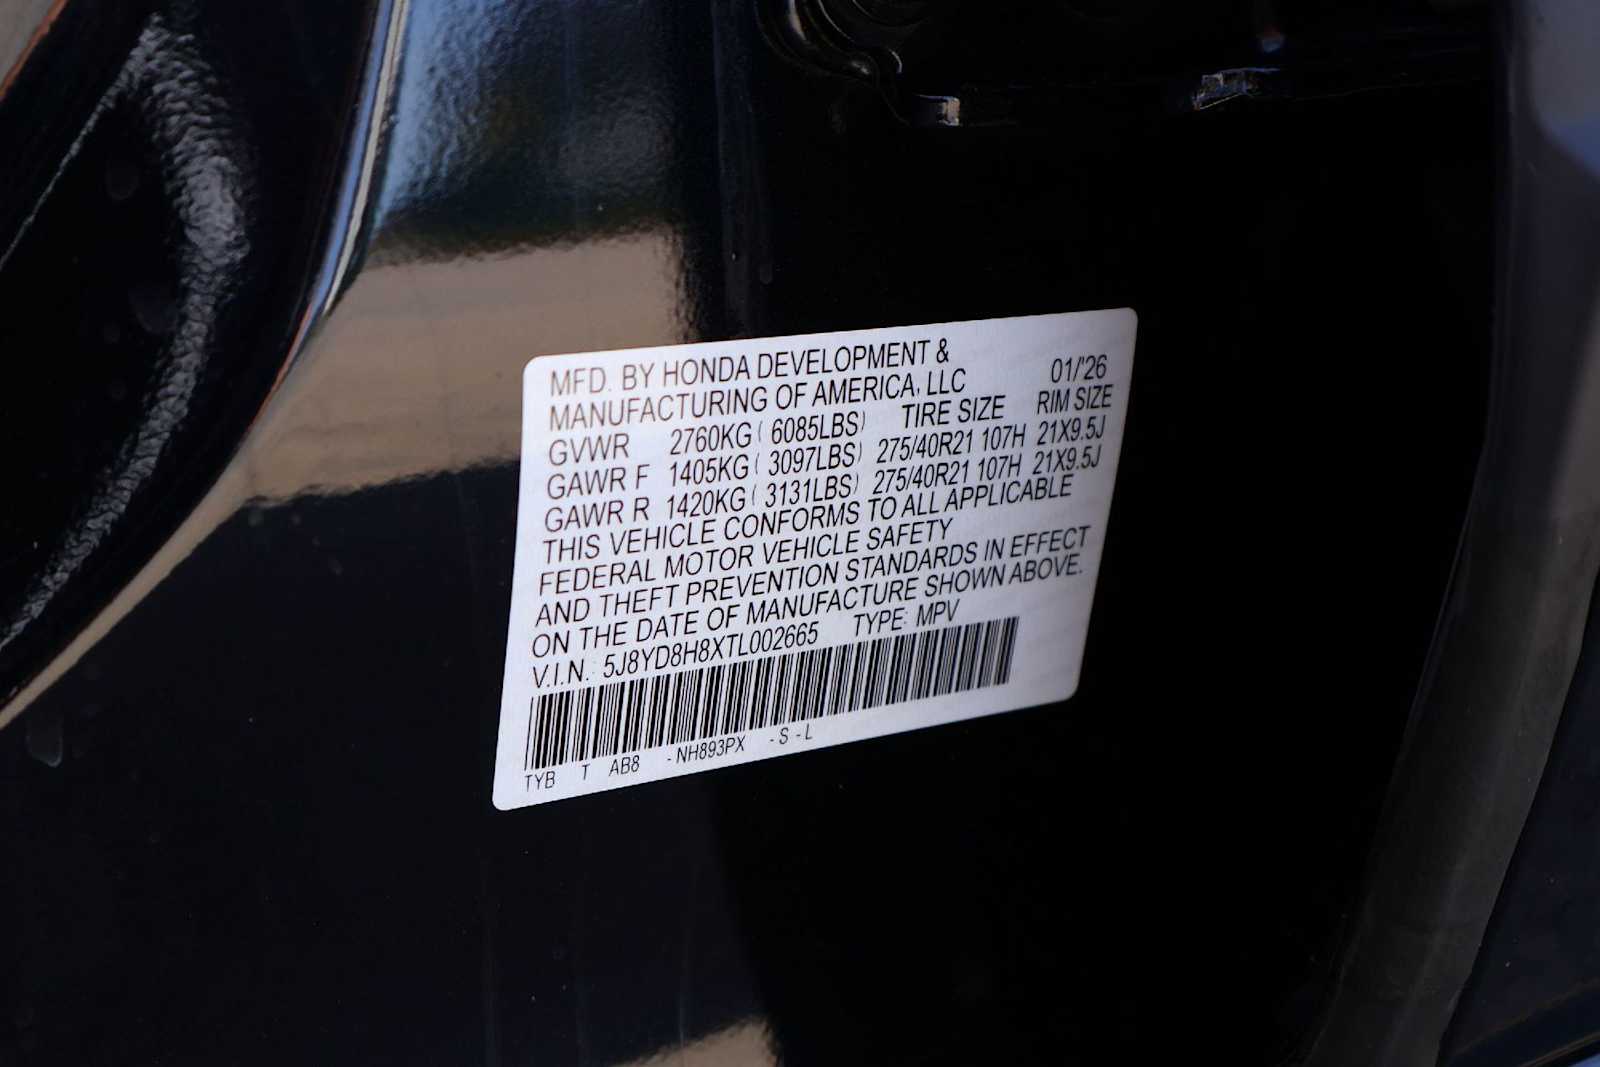 MFD. BY HONDA DEVELOPMENT &
MANUFACTURING OF AMERICA, LLC 01/'26
GVWR 2760KG ( 6085LBS) TIRE SIZE RIM SIZE
GAWR F 1405KG ( 3097LBS) 275/40R21 107H 21X9.5J
GAWR R 1420KG ( 3131LBS) 275/40R21 107H 21X9.5J
THIS VEHICLE CONFORMS TO ALL APPLICABLE
FEDERAL MOTOR VEHICLE SAFETY
AND THEFT PREVENTION STANDARDS IN EFFECT
ON THE DATE OF MANUFACTURE SHOWN ABOVE.
V.I.N. 5J8YD8H8XTL002665 TYPE: MPV
TYB T AB8 -NH893PX -S-L